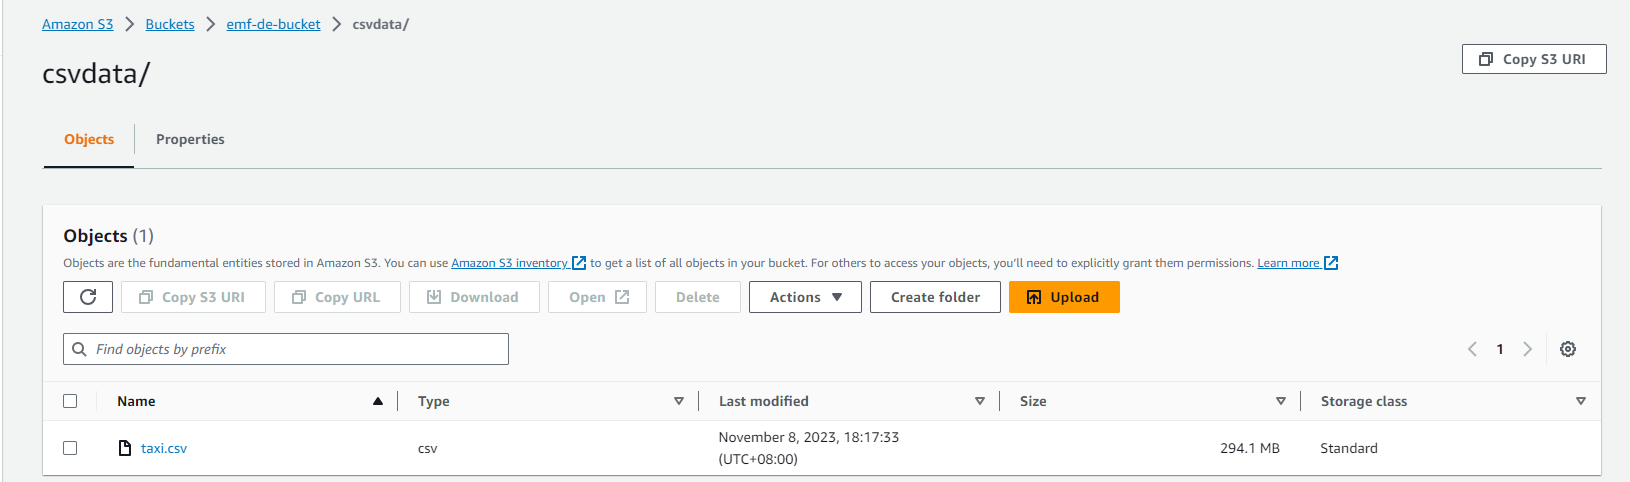 Amazon S3 > Buckets > emf-de-bucket > csvdata/
csvdata/
Copy S3 URI
Objects
Properties
Objects (1)
Objects are the fundamental entities stored in Amazon S3. You can use Amazon S3 inventory to get a list of all objects in your bucket. For others to access your objects, you'll need to explicitly grant them permissions. Learn more
Copy S3 URI
Copy URL
Download
Open
Delete
Actions
Create folder
Upload
Find objects by prefix
1
Name
Type
Last modified
Size
Storage class
taxi.csv
csv
November 8, 2023, 18:17:33
(UTC+08:00)
294.1 MB
Standard